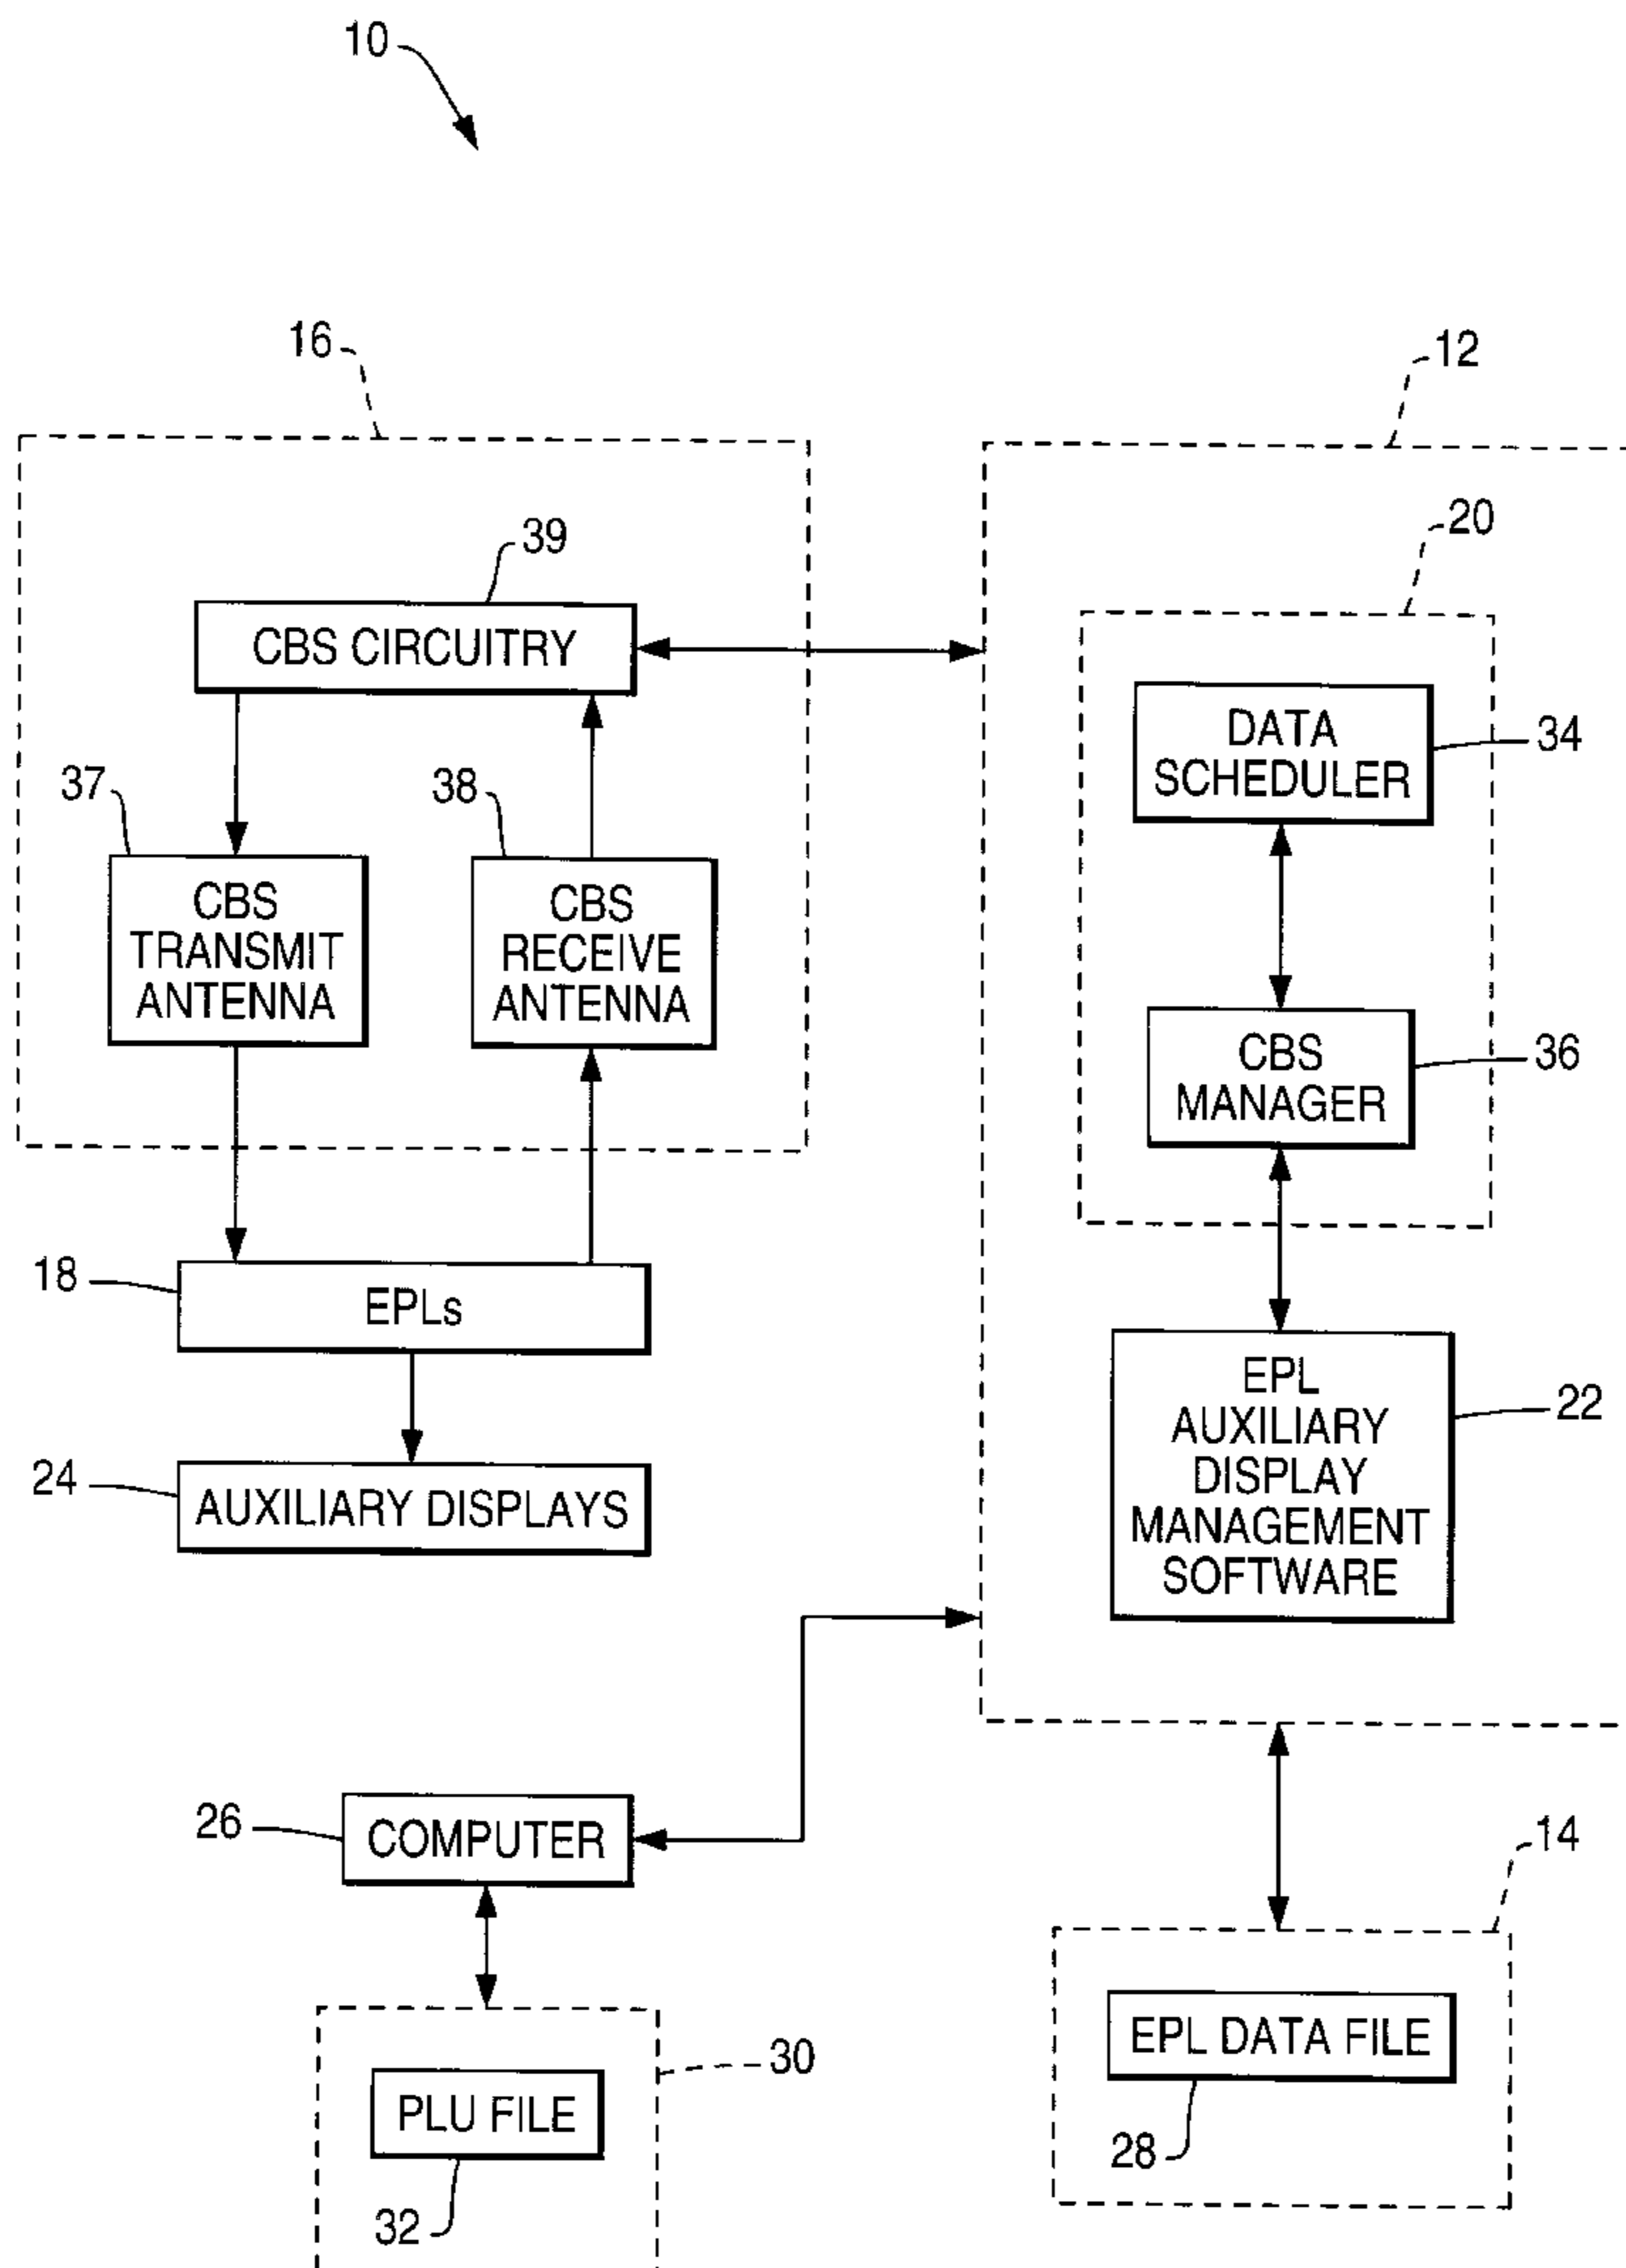 10
16
12
20
39
CBS CIRCUITRY
DATA
SCHEDULER
34
37
38
CBS
TRANSMIT
ANTENNA
CBS
RECEIVE
ANTENNA
CBS
MANAGER
36
18
EPLs
EPL
AUXILIARY
DISPLAY
MANAGEMENT
SOFTWARE
22
24
AUXILIARY DISPLAYS
26
COMPUTER
14
EPL DATA FILE
28
30
PLU FILE
32